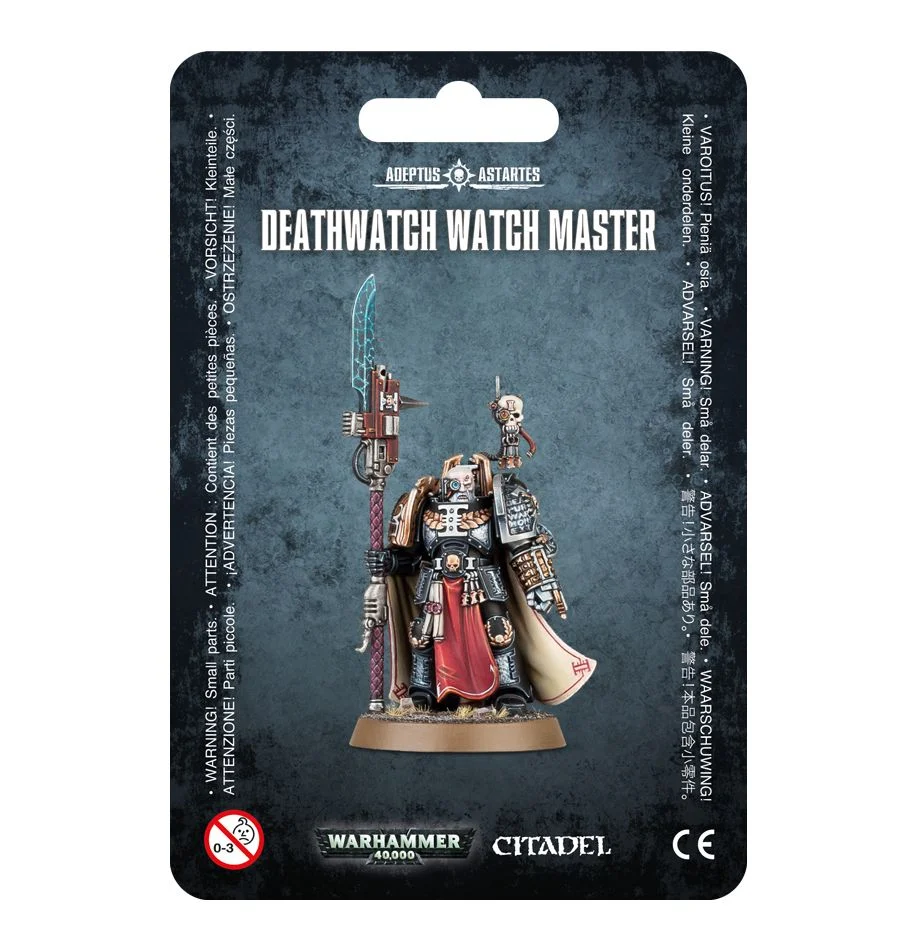 ADEPTUS ASTARTES
DEATHWATCH WATCH MASTER
• WARNING! Small parts. • ATTENTION : Contient des petites pièces. • VORSICHT! Kleinteile. •
ATTENZIONE! Parti piccole. • ¡ADVERTENCIA! Piezas pequeñas. • OSTRZEŻENIE! Małe części.
• VAROITUS! Pieniä osia. • VARNING! Små delar. • ADVARSEL! Små dele. • WAARSCHUWING!
Kleine onderdelen. • ADVARSEL! Små deler. • 警告！小さな部品あり。• 警告！本品包含小零件。
0-3
WARHAMMER
40,000
CITADEL
CE